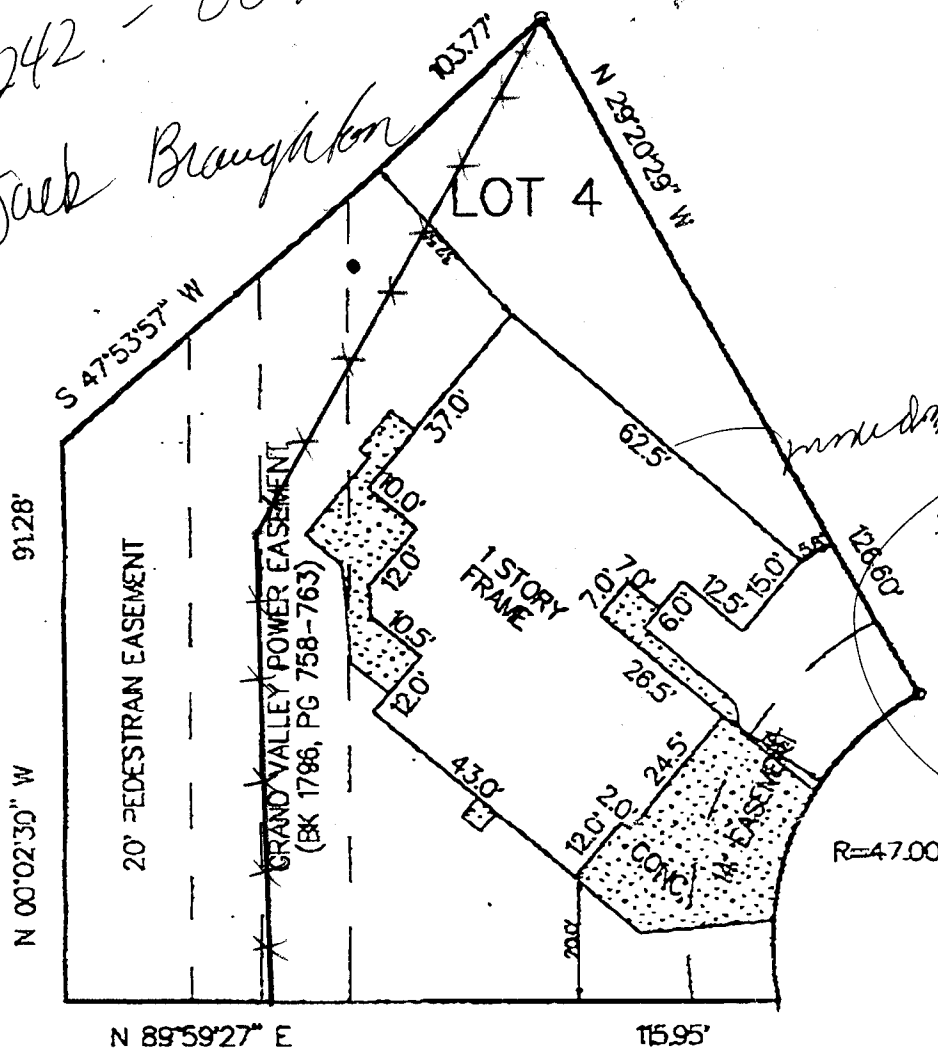 242 -
Jack Braughton
103.77'
N 29°20'29" W
LOT 4
S 47°53'57" W
37.0'
62.5'
91.28'
10.0'
12.0'
10.5'
12.0'
1 STORY
FRAME
7.0'
7.0'
6.0'
12.5'
15.0'
126.60'
20' PEDESTRAN EASEMENT
GRAND VALLEY POWER EASEMENT
(BK 1786, PG 758-763)
26.5'
43.0'
24.5'
2.0'
12.0'
CONC.
14' EASEMENT
R=47.00
N 00°02'30" W
20.0'
N 89°59'27" E
115.95'